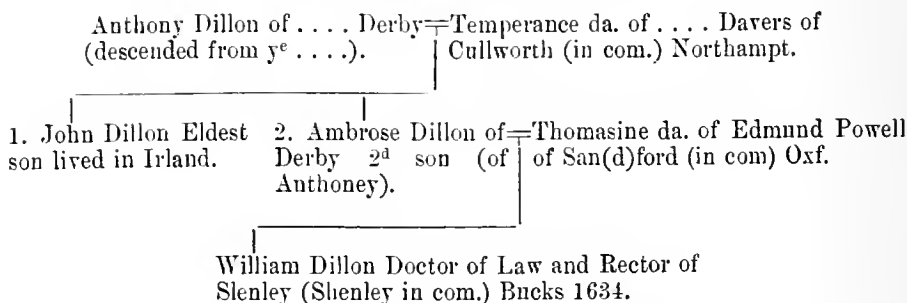 Anthony Dillon of .... Derby
(descended from yᵉ ....).
Temperance da. of .... Davers of
Cullworth (in com.) Northampt.
1. John Dillon Eldest
son lived in Irland.
2. Ambrose Dillon of
Derby 2ᵈ son (of
Anthoney).
Thomasine da. of Edmund Powell
of San(d)ford (in com) Oxf.
William Dillon Doctor of Law and Rector of
Slenley (Shenley in com.) Bucks 1634.